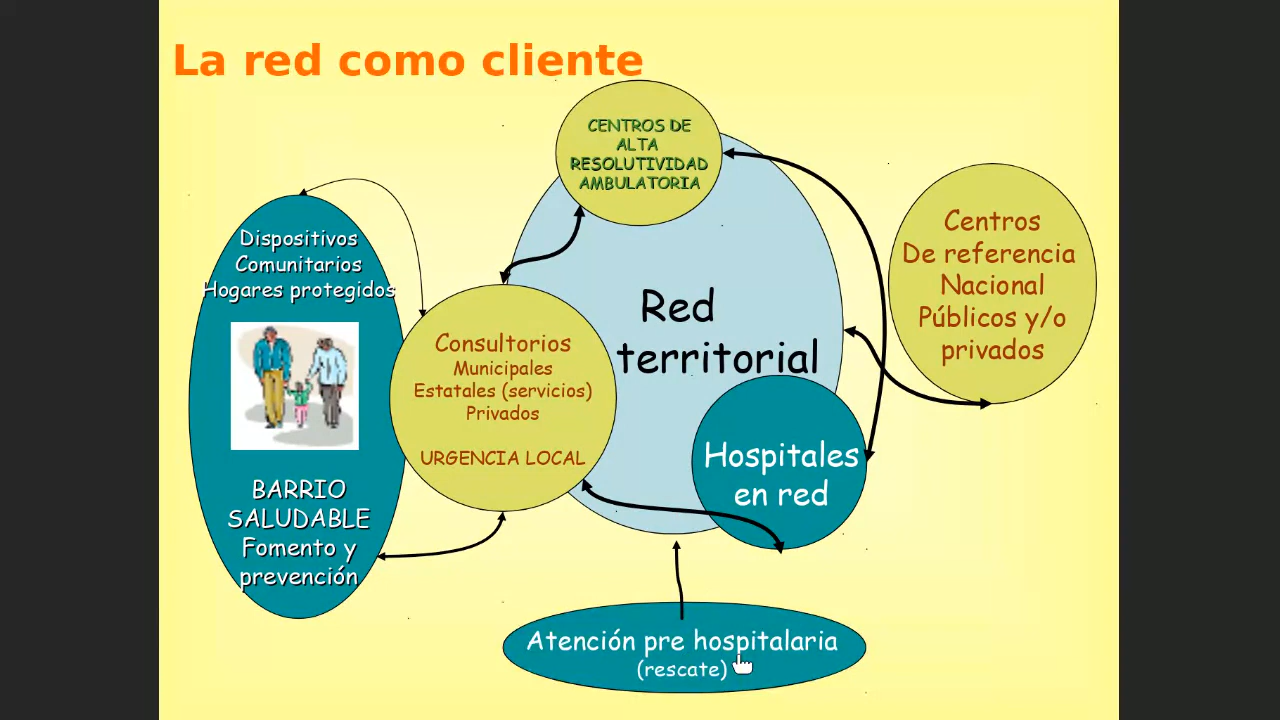 La red como cliente
CENTROS DE
ALTA
RESOLUTIVIDAD
AMBULATORIA
Dispositivos
Comunitarios
Hogares protegidos
BARRIO
SALUDABLE
Fomento y
prevención
Consultorios
Municipales
Estatales (servicios)
Privados
URGENCIA LOCAL
Red
territorial
Hospitales
en red
Centros
De referencia
Nacional
Públicos y/o
privados
Atención pre hospitalaria
(rescate)